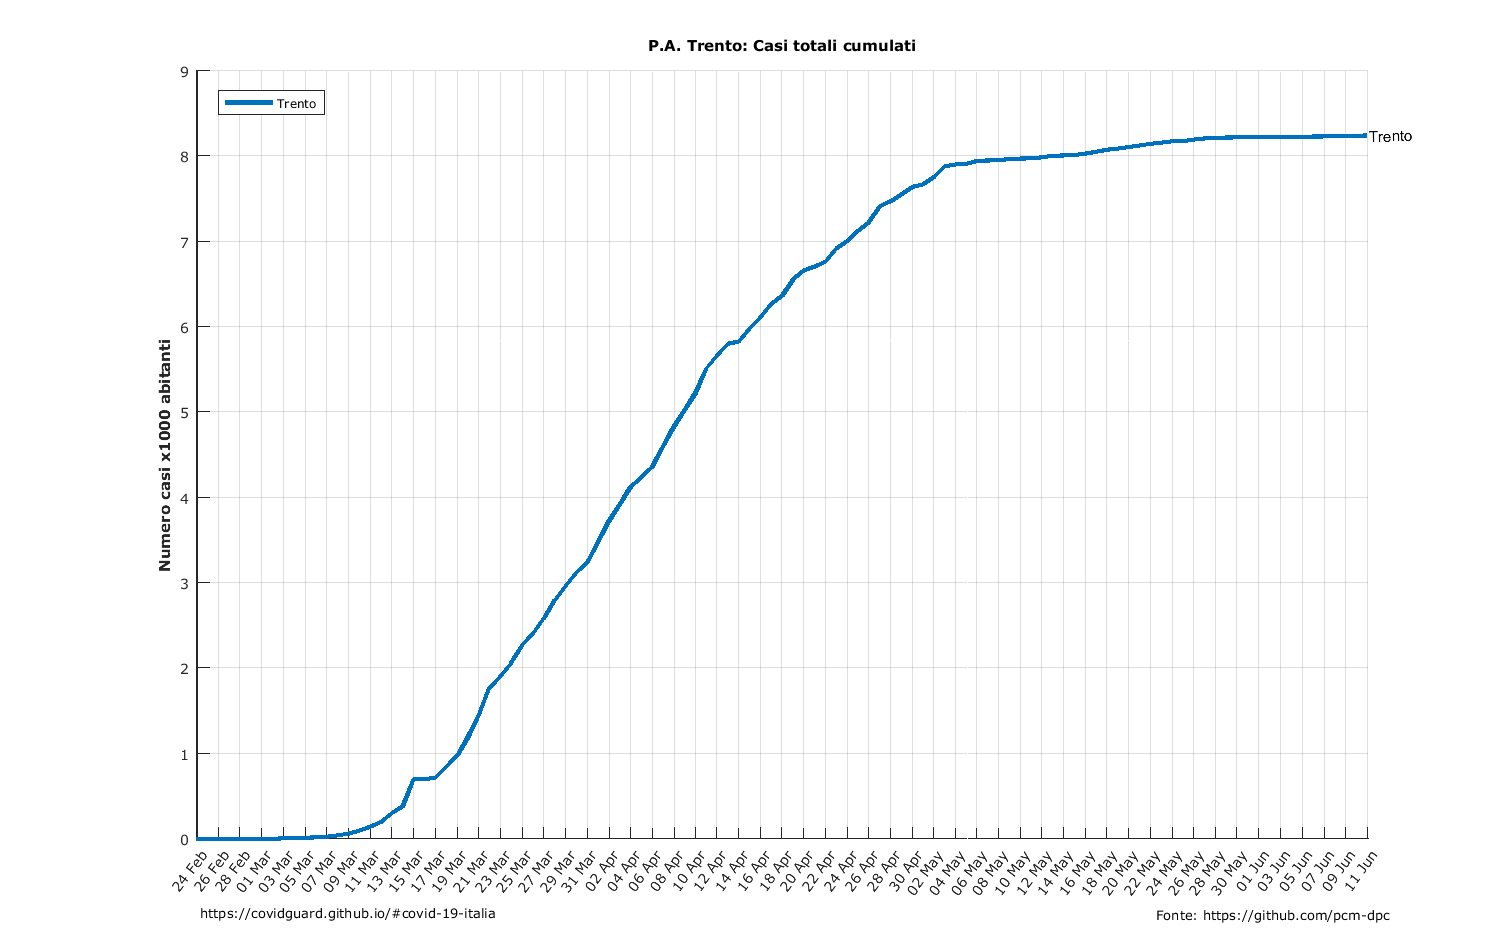 P.A. Trento: Casi totali cumulati
9
8
7
6
5
4
3
2
1
0
Numero casi x1000 abitanti
Trento
Trento
24 Feb
26 Feb
28 Feb
01 Mar
03 Mar
05 Mar
07 Mar
09 Mar
11 Mar
13 Mar
15 Mar
17 Mar
19 Mar
21 Mar
23 Mar
25 Mar
27 Mar
29 Mar
31 Mar
02 Apr
04 Apr
06 Apr
08 Apr
10 Apr
12 Apr
14 Apr
16 Apr
18 Apr
20 Apr
22 Apr
24 Apr
26 Apr
28 Apr
30 Apr
02 May
04 May
06 May
08 May
10 May
12 May
14 May
16 May
18 May
20 May
22 May
24 May
26 May
28 May
30 May
01 Jun
03 Jun
05 Jun
07 Jun
09 Jun
11 Jun
https://covidguard.github.io/#covid-19-italia
Fonte: https://github.com/pcm-dpc